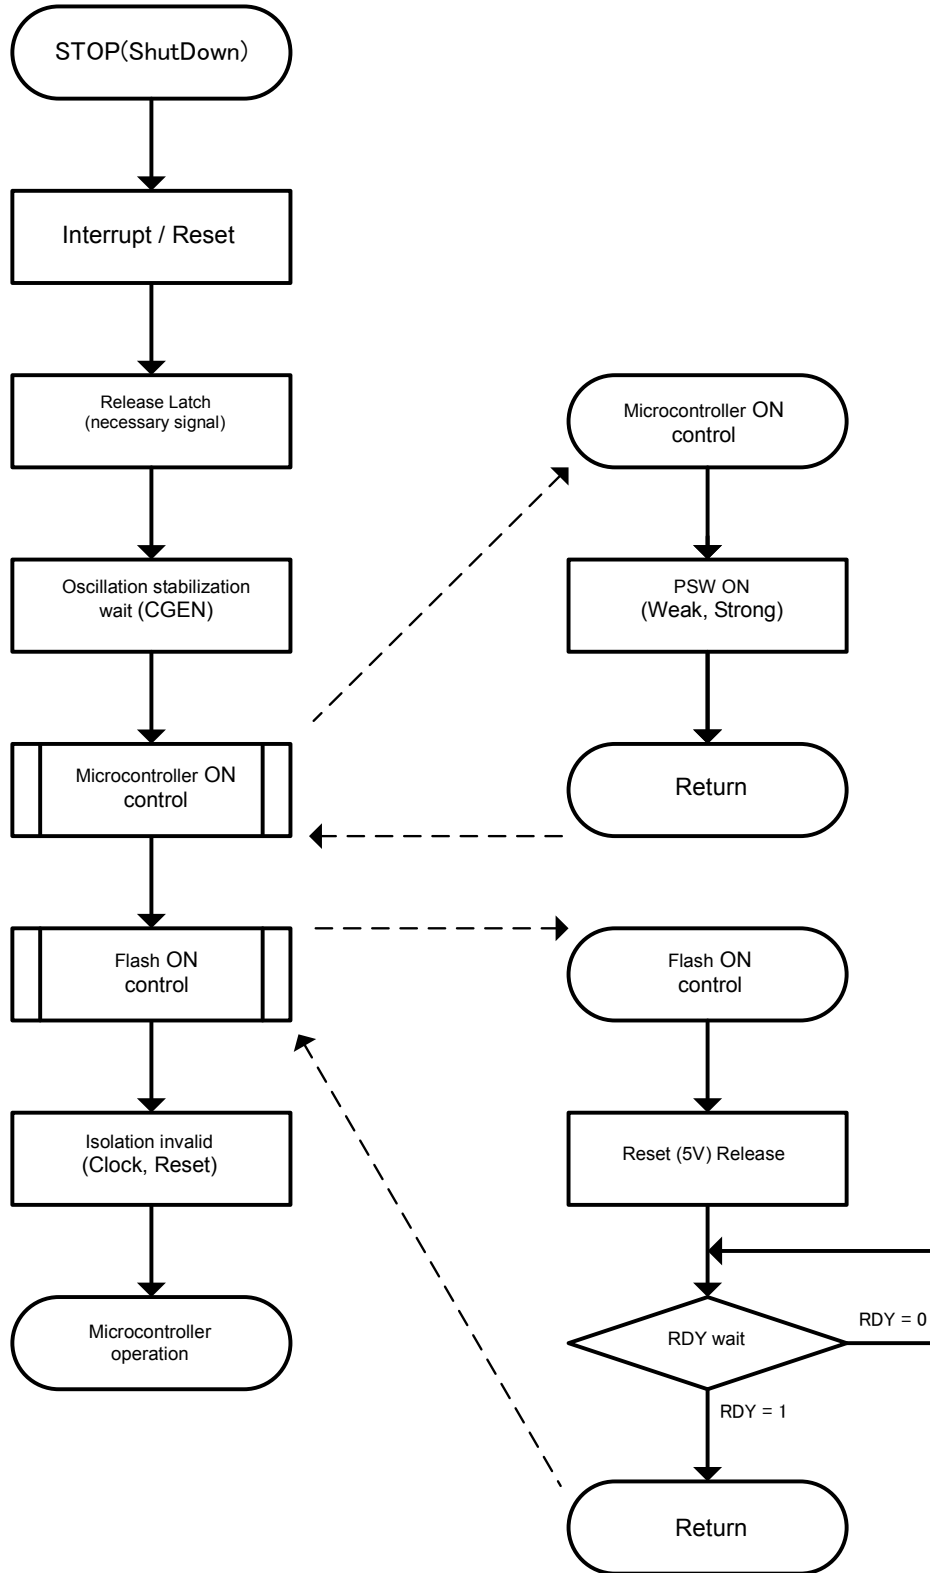 STOP(ShutDown)
Interrupt / Reset
Release Latch
(necessary signal)
Oscillation stabilization
wait (CGEN)
Microcontroller ON
control
Flash ON
control
Isolation invalid
(Clock, Reset)
Microcontroller
operation
Microcontroller ON
control
PSW ON
(Weak, Strong)
Return
Flash ON
control
Reset (5V) Release
RDY wait
RDY = 0
RDY = 1
Return